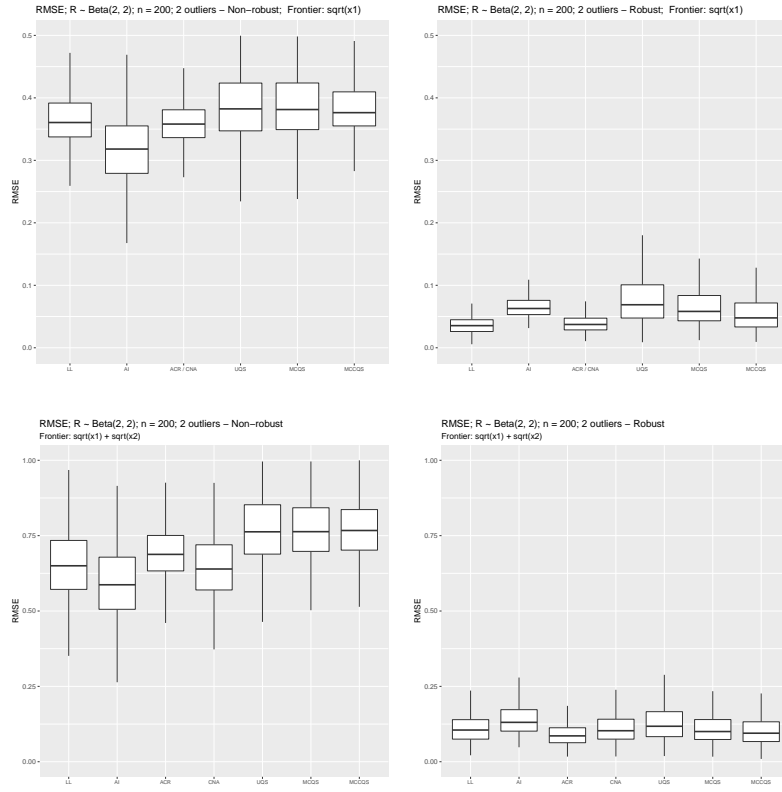 RMSE; R ~ Beta(2, 2); n = 200; 2 outliers – Non-robust;  Frontier: sqrt(x1)
0.5
0.4
0.3
0.2
0.1
0.0
RMSE
LL AI ACR / CNA UQS MCQS MCCQS
RMSE; R ~ Beta(2, 2); n = 200; 2 outliers – Robust;  Frontier: sqrt(x1)
0.5
0.4
0.3
0.2
0.1
0.0
RMSE
LL AI ACR / CNA UQS MCQS MCCQS
RMSE; R ~ Beta(2, 2); n = 200; 2 outliers – Non-robust
Frontier: sqrt(x1) + sqrt(x2)
1.00
0.75
0.50
0.25
0.00
RMSE
LL AI ACR CNA UQS MCQS MCCQS
RMSE; R ~ Beta(2, 2); n = 200; 2 outliers – Robust
Frontier: sqrt(x1) + sqrt(x2)
1.00
0.75
0.50
0.25
0.00
RMSE
LL AI ACR CNA UQS MCQS MCCQS